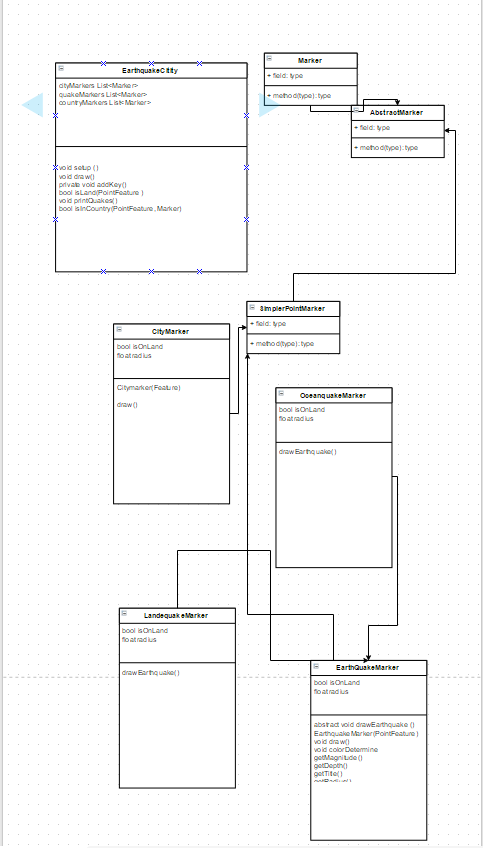 EarthquakeCitity
cityMarkers List<Marker>
quakeMarkers List<Marker>
countryMarkers List<Marker>
void setup ()
void draw()
private void addKey()
bool isLand(PointFeature )
void printQuakes()
bool isInCountry(PointFeature, Marker)
Marker
+ field: type
+ method(type): type
AbstractMarker
+ field: type
+ method(type): type
SimplerPointMarker
+ field: type
+ method(type): type
CityMarker
bool isOnLand
float radius
Citymarker(Feature)
draw()
OceanquakeMarker
bool isOnLand
float radius
drawEarthquake()
LandequakeMarker
bool isOnLand
float radius
drawEarthquake()
EarthQuakeMarker
bool isOnLand
float radius
abstract void drawEarthquake ()
EarthquakeMarker(PointFeature)
void draw()
void colorDetermine
getMagnitude()
getDepth()
getTitle()
getRadius()